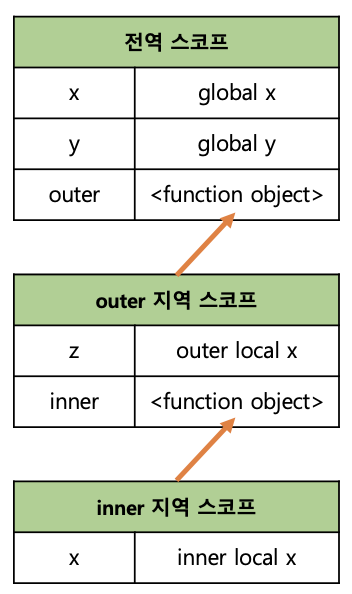 전역 스코프
x global x
y global y
outer <function object>
outer 지역 스코프
z outer local x
inner <function object>
inner 지역 스코프
x inner local x